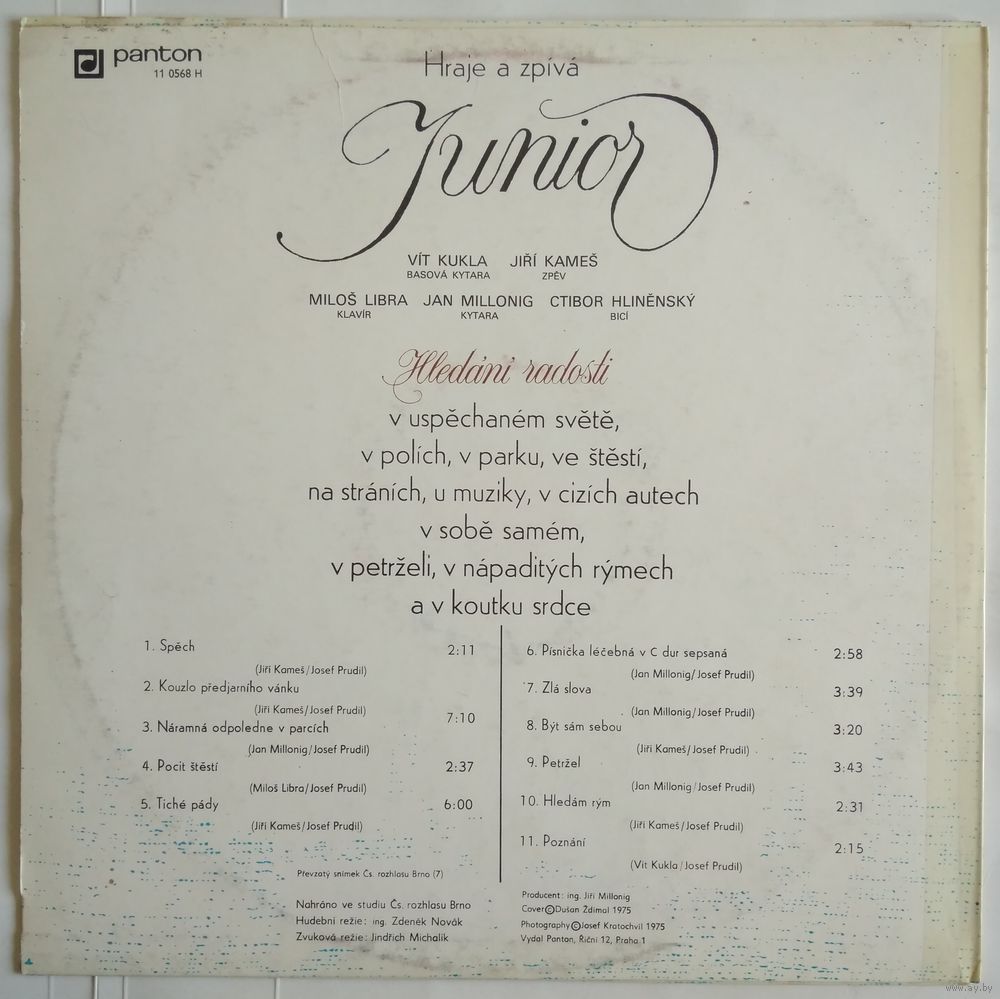 panton
11 0568 H
Hraje a zpívá
Junior
VÍT KUKLA JIŘÍ KAMEŠ
BASOVÁ KYTARA ZPĚV
MILOŠ LIBRA JAN MILLONIG CTIBOR HLINĚNSKÝ
KLAVÍR KYTARA BICÍ
Hledání radosti
v uspěchaném světě,
v polích, v parku, ve štěstí,
na stráních, u muziky, v cizích autech
v sobě samém,
v petrželi, v nápaditých rýmech
a v koutku srdce
1. Spěch 2:11
(Jiří Kameš/Josef Prudil)
2. Kouzlo předjarního vánku
(Jiří Kameš/Josef Prudil)
3. Náramná odpoledne v parcích 7:10
(Jan Millonig/Josef Prudil)
4. Pocit štěstí 2:37
(Miloš Libra/Josef Prudil)
5. Tiché pády 6:00
(Jiří Kameš/Josef Prudil)
Převzatý snímek Čs. rozhlasu Brno (7)
Nahráno ve studiu Čs. rozhlasu Brno
Hudební režie: ing. Zdeněk Novák
Zvuková režie: Jindřich Michalik
6. Písnička léčebná v C dur sepsaná 2:58
(Jan Millonig/Josef Prudil)
7. Zlá slova 3:39
(Jan Millonig/Josef Prudil)
8. Být sám sebou 3:20
(Jiří Kameš/Josef Prudil)
9. Petržel 3:43
(Jan Millonig/Josef Prudil)
10. Hledám rým 2:31
(Jiří Kameš/Josef Prudil)
11. Poznání 2:15
(Vít Kukla/Josef Prudil)
Producent: ing. Jiří Millonig
Cover©Dušan Ždímal 1975
Photography©Josef Kratochvil 1975
Vydal Panton, Říční 12, Praha 1
www.ay.by